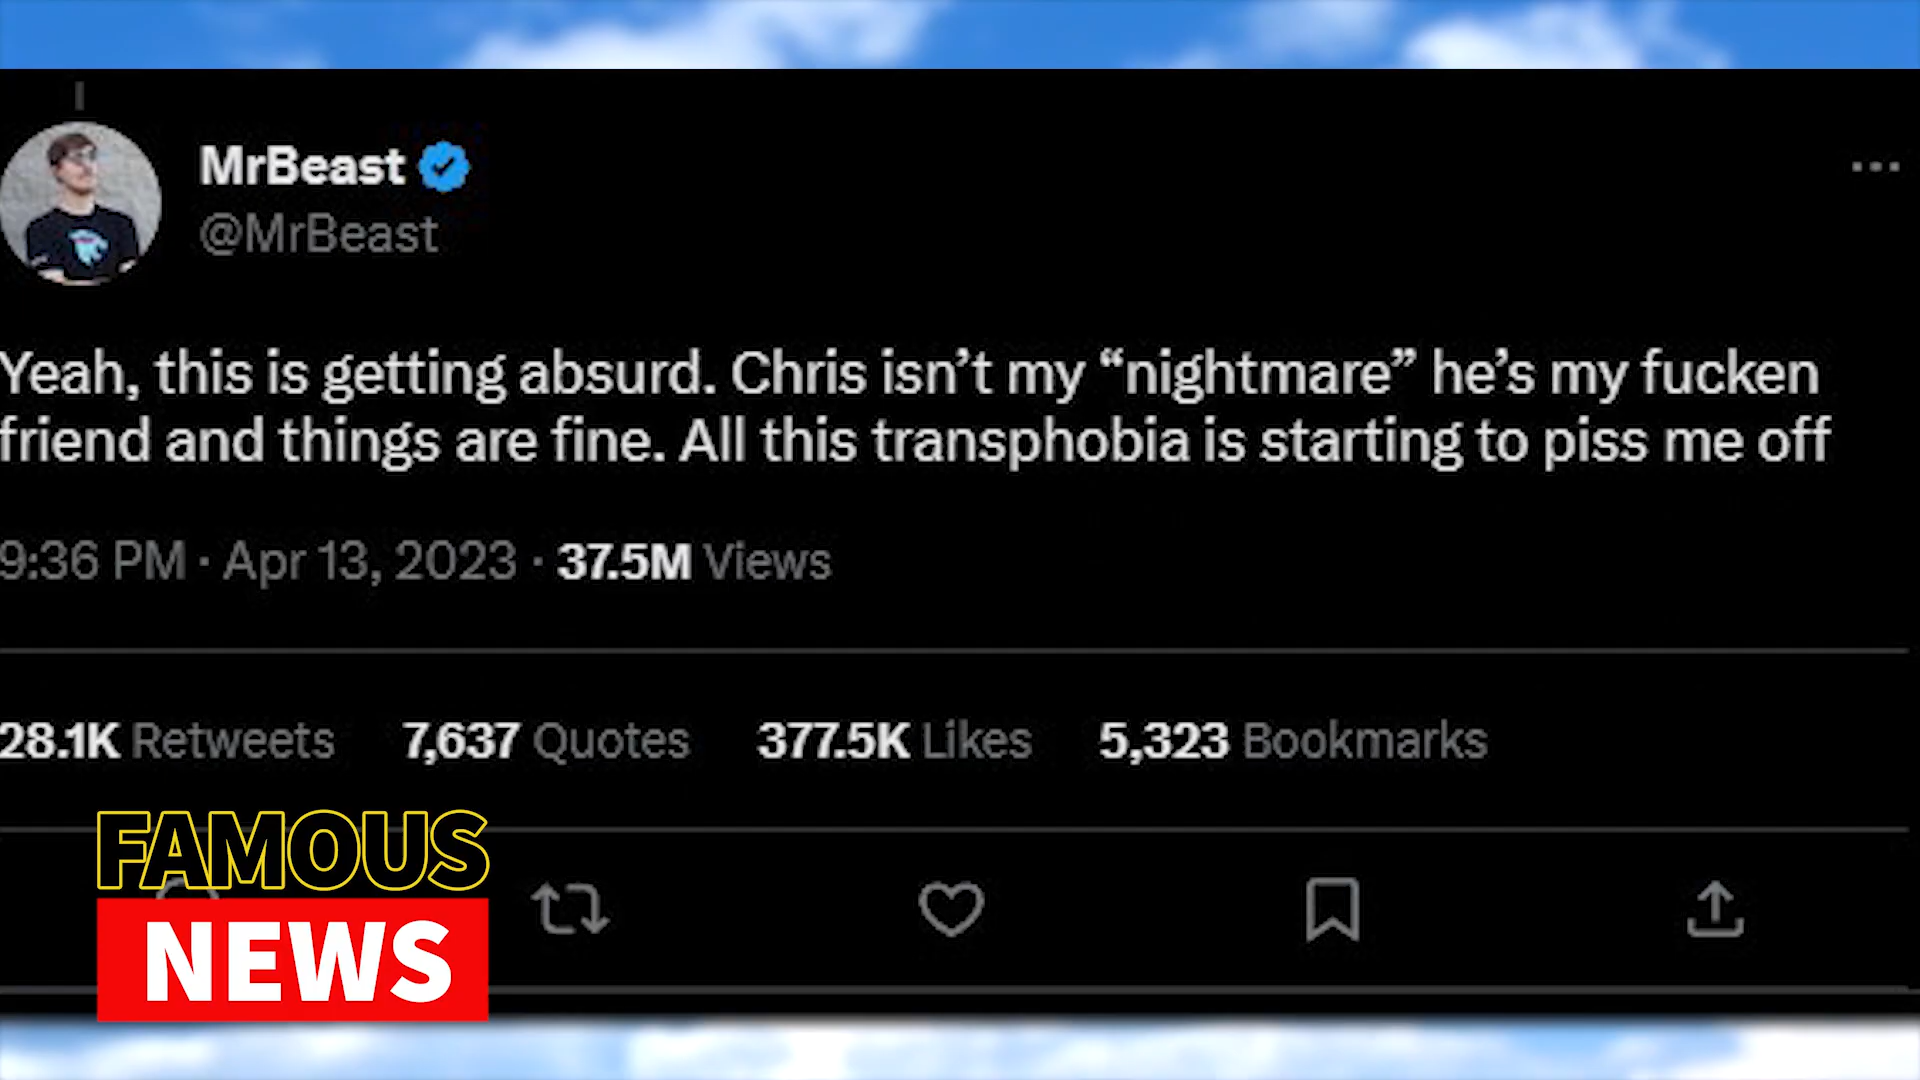 MrBeast
@MrBeast
Yeah, this is getting absurd. Chris isn’t my “nightmare” he’s my fucken
friend and things are fine. All this transphobia is starting to piss me off
9:36 PM · Apr 13, 2023 · 37.5M Views
28.1K Retweets 7,637 Quotes 377.5K Likes 5,323 Bookmarks
FAMOUS
NEWS